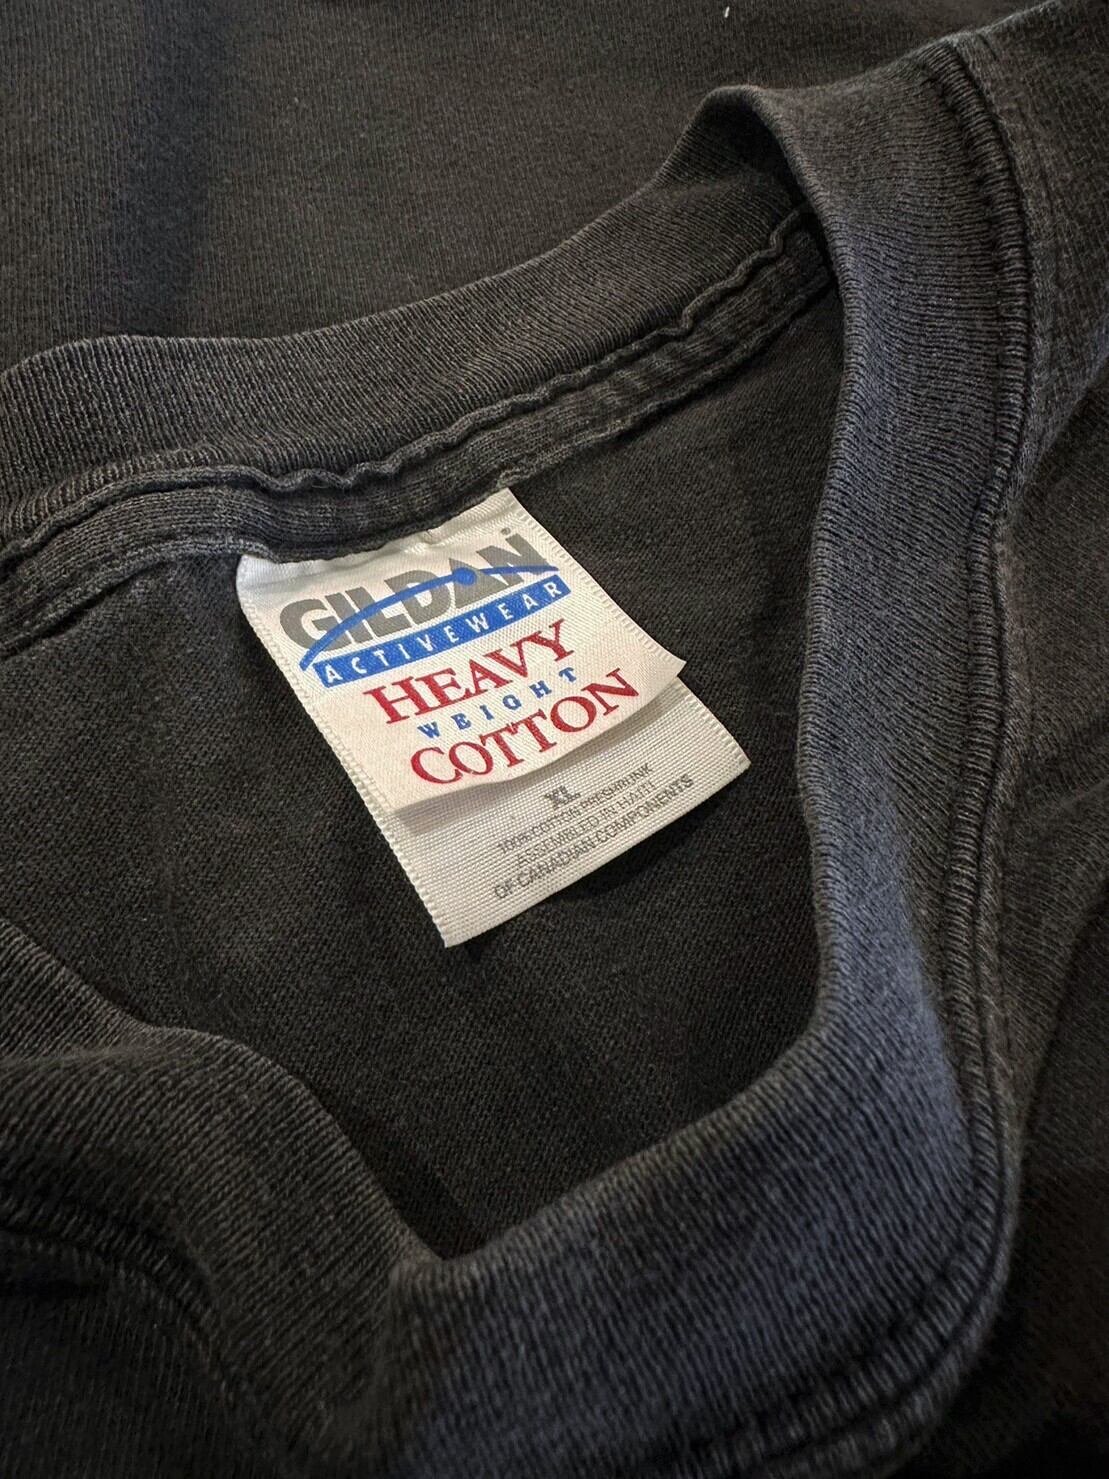 GILDAN
ACTIVEWEAR
HEAVY
WEIGHT
COTTON
XL
100% COTTON PRESHRUNK
ASSEMBLED IN HAITI
OF CANADIAN COMPONENTS